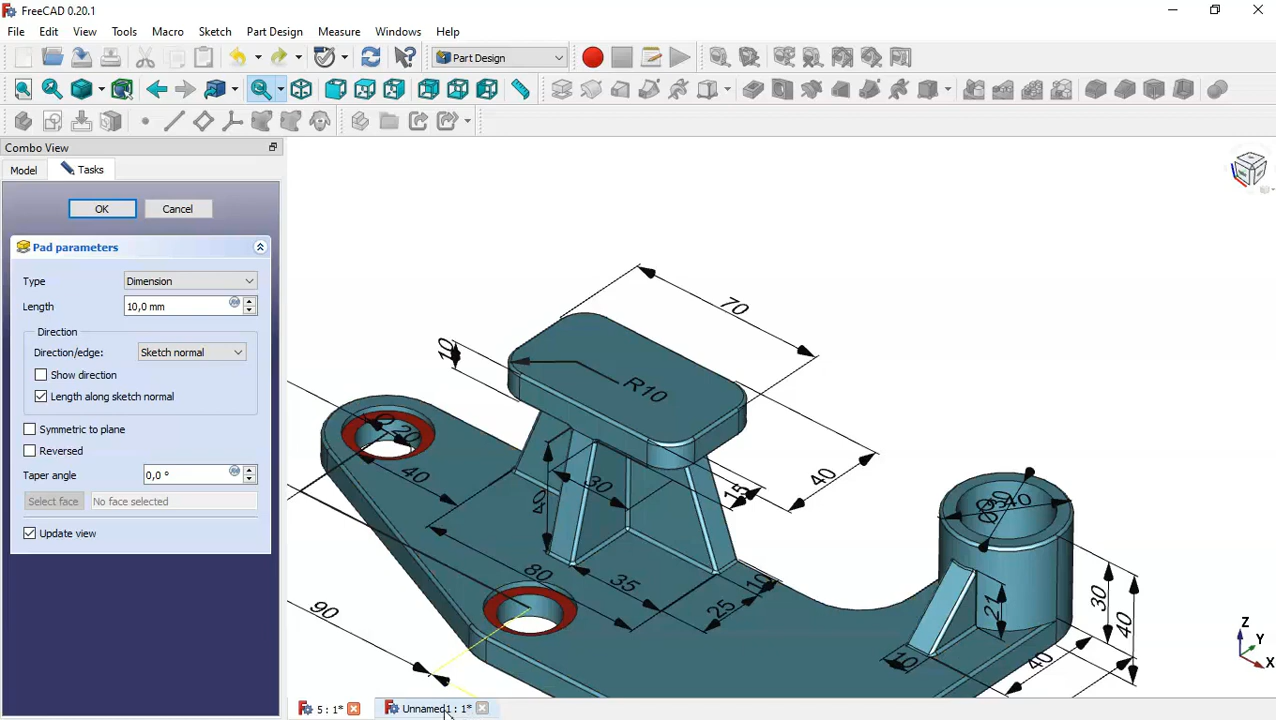 FreeCAD 0.20.1
File Edit View Tools Macro Sketch Part Design Measure Windows Help
Part Design
Combo View
Model Tasks
OK Cancel
Pad parameters
Type Dimension
Length 10,0 mm
Direction
Direction/edge: Sketch normal
Show direction
Length along sketch normal
Symmetric to plane
Reversed
Taper angle 0,0 °
Select face No face selected
Update view
70
10
R10
Ø 20
40
30
15
40
80
35
10
25
90
21
30
40
10
40
Z
Y
X
5 : 1*
Unnamed1 : 1*